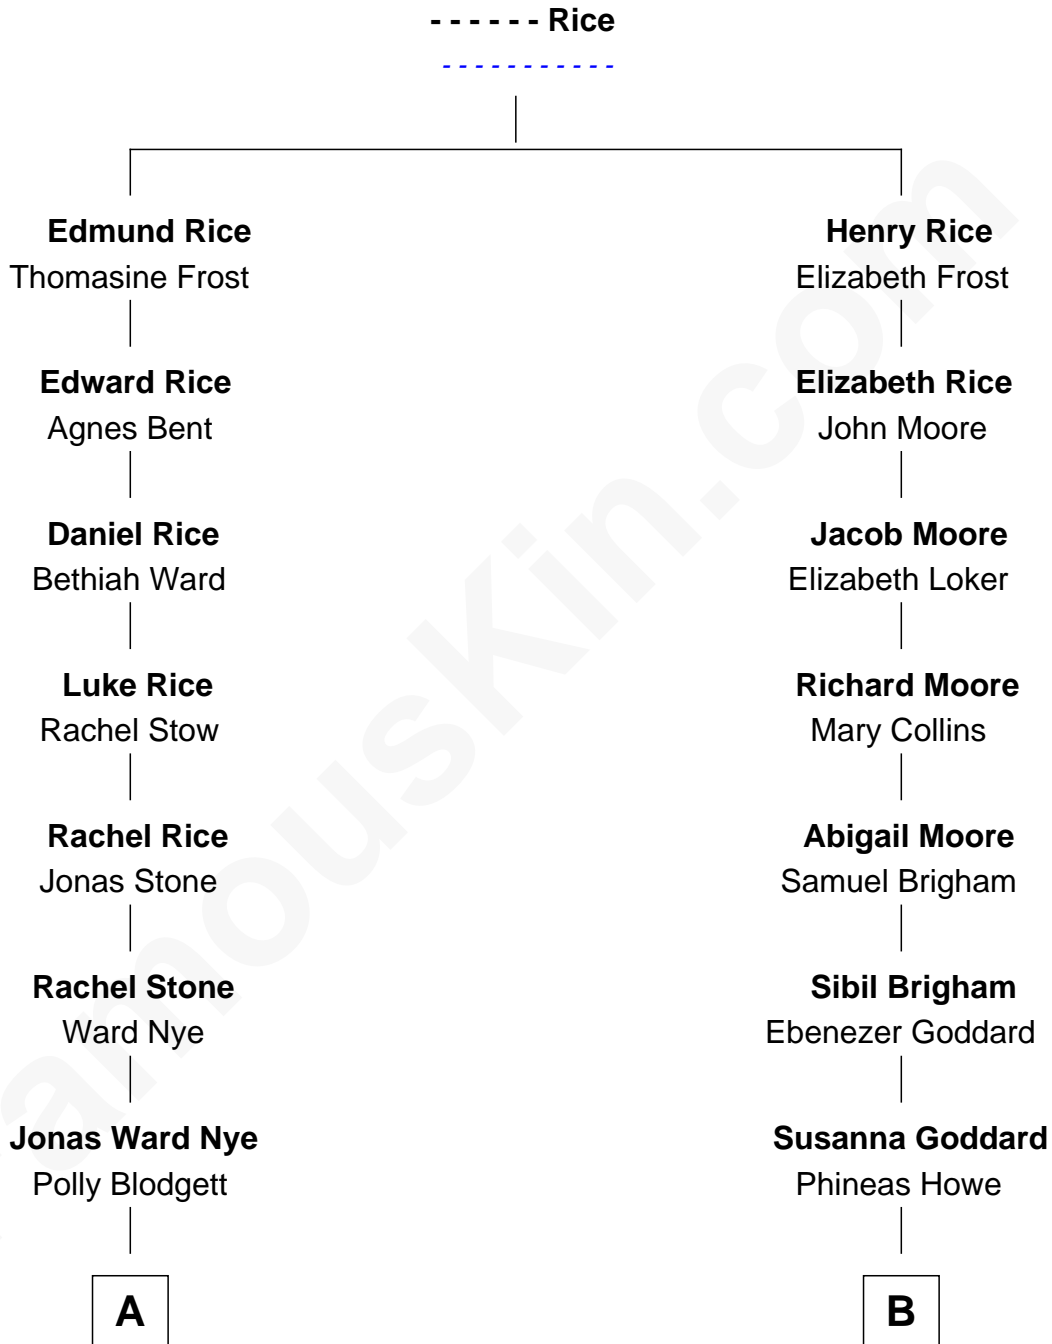 - - - - - - Rice
- - - - - - - - - - -
Edmund Rice
Thomasine Frost
Henry Rice
Elizabeth Frost
Edward Rice
Agnes Bent
Elizabeth Rice
John Moore
Daniel Rice
Bethiah Ward
Jacob Moore
Elizabeth Loker
Luke Rice
Rachel Stow
Richard Moore
Mary Collins
Rachel Rice
Jonas Stone
Abigail Moore
Samuel Brigham
Rachel Stone
Ward Nye
Sibil Brigham
Ebenezer Goddard
Jonas Ward Nye
Polly Blodgett
Susanna Goddard
Phineas Howe
A
B
famouskin.com